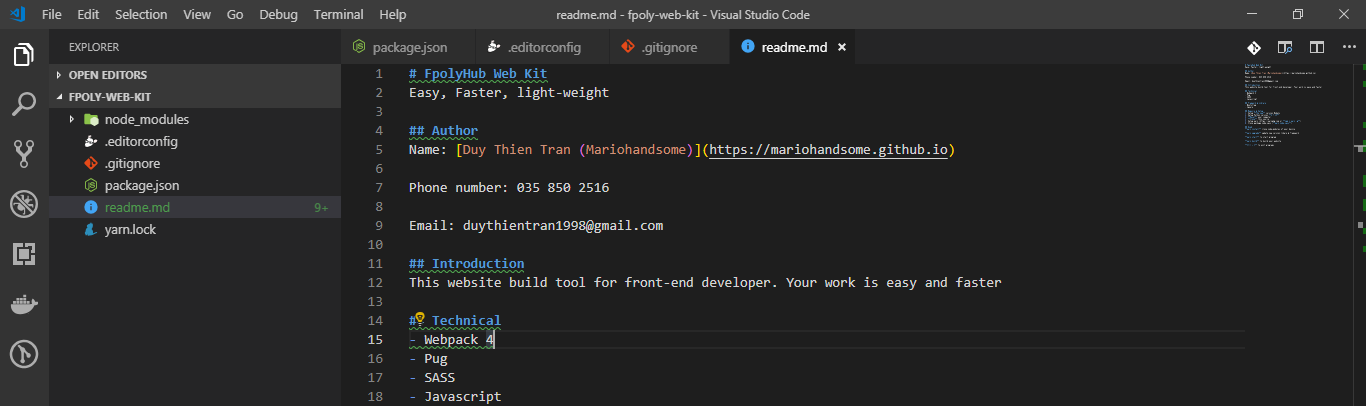 File Edit Selection View Go Debug Terminal Help readme.md - fpoly-web-kit - Visual Studio Code
EXPLORER
OPEN EDITORS
FPOLY-WEB-KIT
node_modules
.editorconfig
.gitignore
package.json
readme.md 9+
yarn.lock
package.json .editorconfig .gitignore readme.md
1 # FpolyHub Web Kit
2 Easy, Faster, light-weight
3
4 ## Author
5 Name: [Duy Thien Tran (Mariohandsome)](https://mariohandsome.github.io)
6
7 Phone number: 035 850 2516
8
9 Email: duythientran1998@gmail.com
10
11 ## Introduction
12 This website build tool for front-end developer. Your work is easy and faster
13
14 # Technical
15 - Webpack 4
16 - Pug
17 - SASS
18 - Javascript